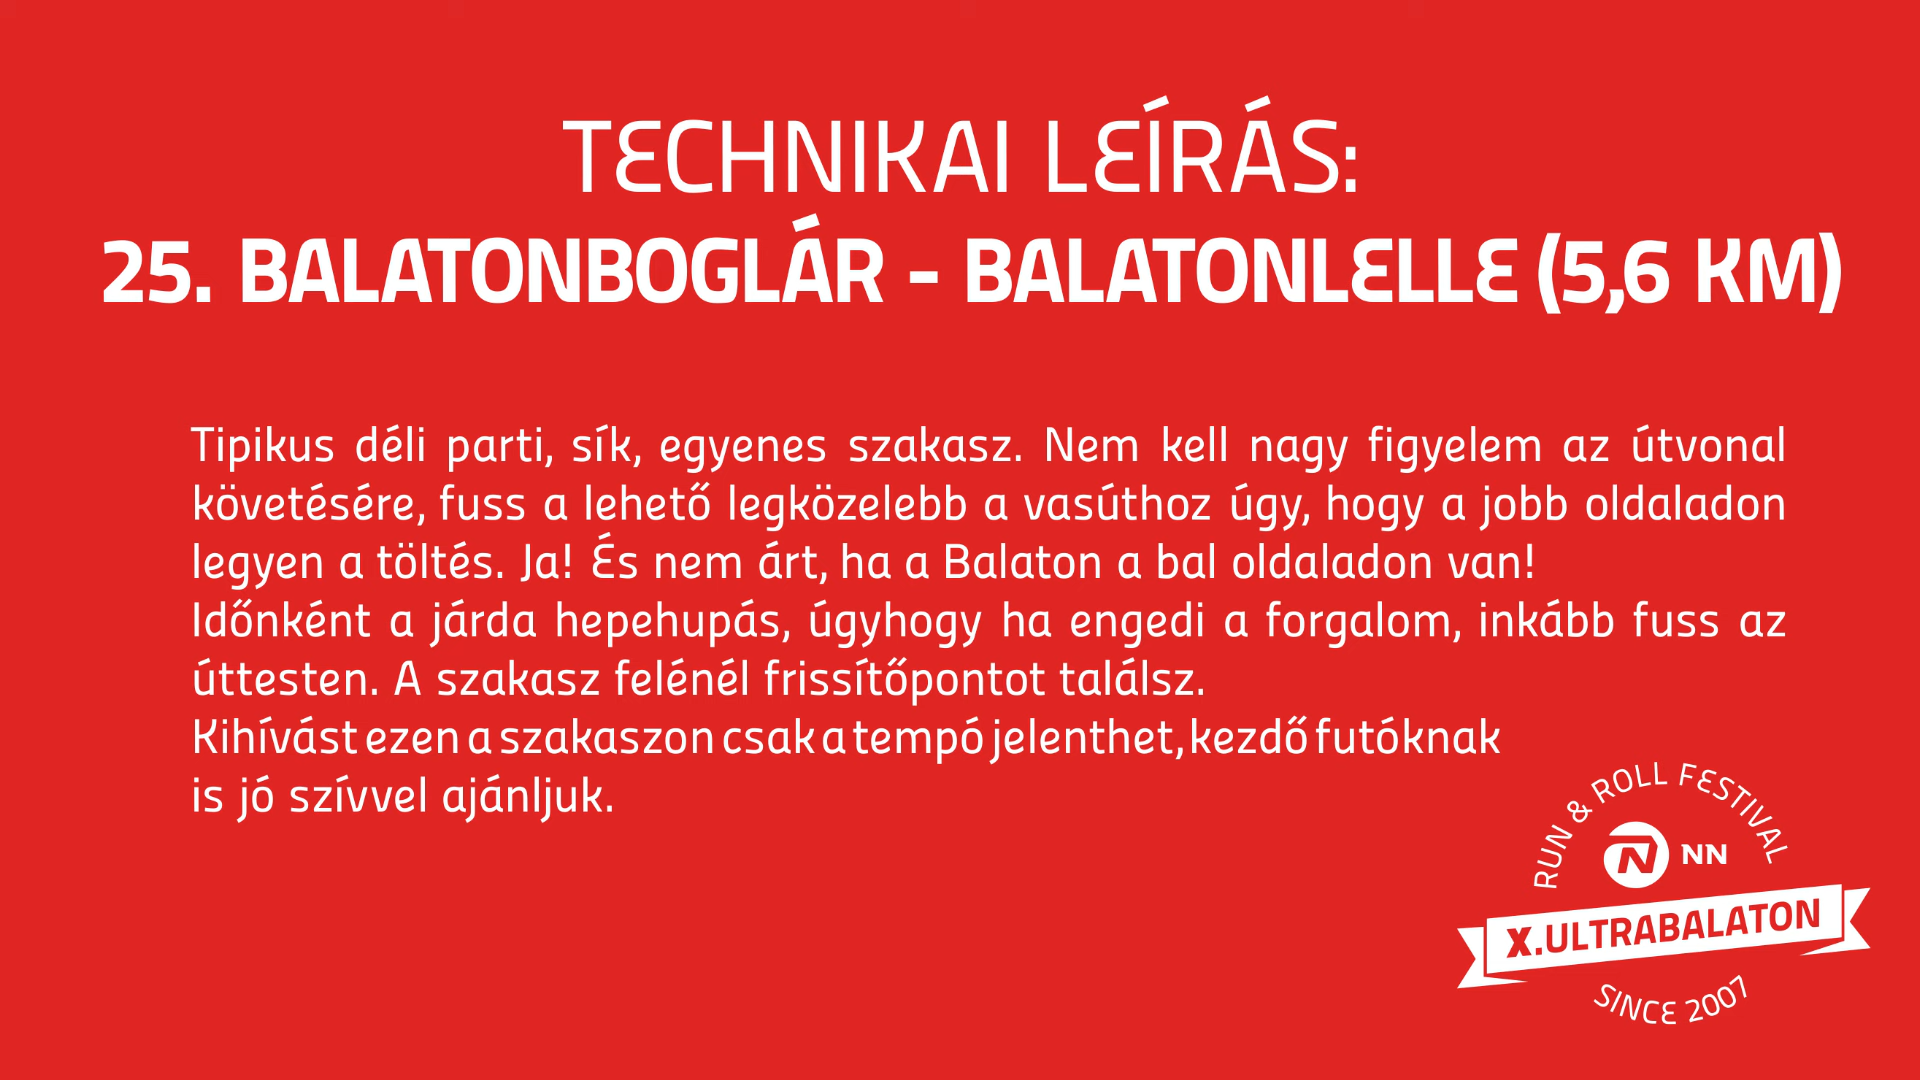 TECHNIKAI LEÍRÁS:
25. BALATONBOGLÁR - BALATONLELLE (5,6 KM)
Tipikus déli parti, sík, egyenes szakasz. Nem kell nagy figyelem az útvonal
követésére, fuss a lehető legközelebb a vasúthoz úgy, hogy a jobb oldaladon
legyen a töltés. Ja! És nem árt, ha a Balaton a bal oldaladon van!
Időnként a járda hepehupás, úgyhogy ha engedi a forgalom, inkább fuss az
úttesten. A szakasz felénél frissítőpontot találsz.
Kihívást ezen a szakaszon csak a tempó jelenthet, kezdő futóknak
is jó szívvel ajánljuk.
RUN & ROLL FESTIVAL
N NN
X.ULTRABALATON
SINCE 2007